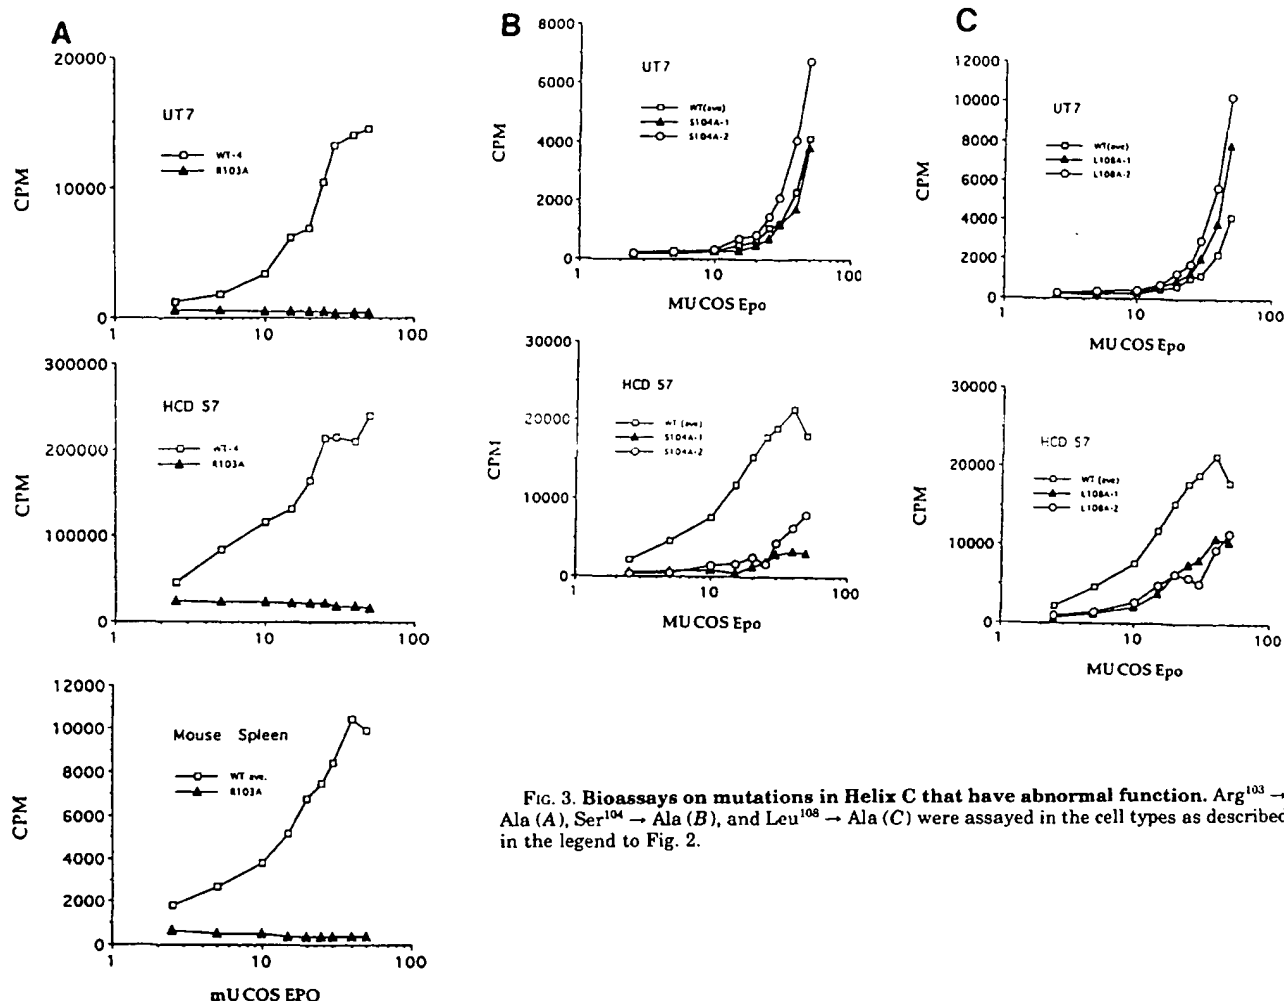 A
20000
10000
0
1
10
100
CPM
UT7
WT-4
R103A
300000
200000
100000
0
1
10
100
CPM
HCD 57
WT-4
R103A
12000
10000
8000
6000
4000
2000
0
1
10
100
CPM
Mouse Spleen
WT ave.
R103A
mU COS EPO
B
8000
6000
4000
2000
0
1
10
100
CPM
UT7
WT(ave)
S104A-1
S104A-2
MU COS Epo
30000
20000
10000
0
1
10
100
CPM
HCD 57
WT (ave)
S104A-1
S104A-2
MU COS Epo
C
12000
10000
8000
6000
4000
2000
0
1
10
100
CPM
UT7
WT(ave)
L108A-1
L108A-2
MU COS Epo
30000
20000
10000
0
1
10
100
CPM
HCD 57
WT (ave)
L108A-1
L108A-2
MU COS Epo
FIG. 3. Bioassays on mutations in Helix C that have abnormal function. Arg103 →
Ala (A), Ser104 → Ala (B), and Leu108 → Ala (C) were assayed in the cell types as described
in the legend to Fig. 2.